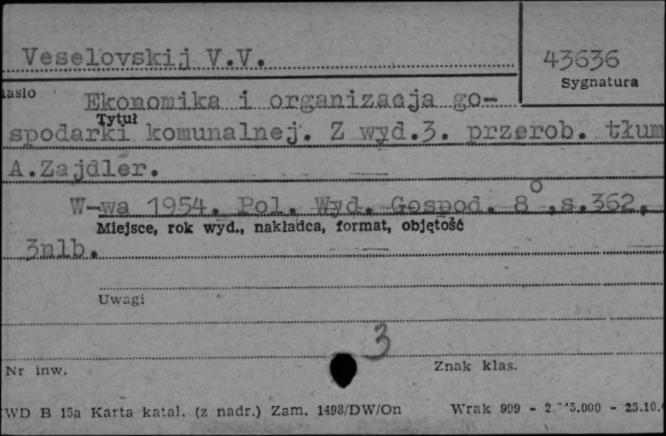 Veselovskij V.V.
43636
Sygnatura
Ekonomika i organizacja go-
Tytuł
spodarki komunalnej. Z wyd.3. przerob. tłum
A.Zajdler.
W-wa 1954. Pol. Wyd. Gospod. 8°,s.362,
Miejsce, rok wyd., nakładca, format, objętość
3nlb.
Uwagi
3
Nr inw.
Znak klas.
WD B 15a Karta katal. (z nadr.) Zam. 1498/DW/On
Wrak 909 - 25.10.